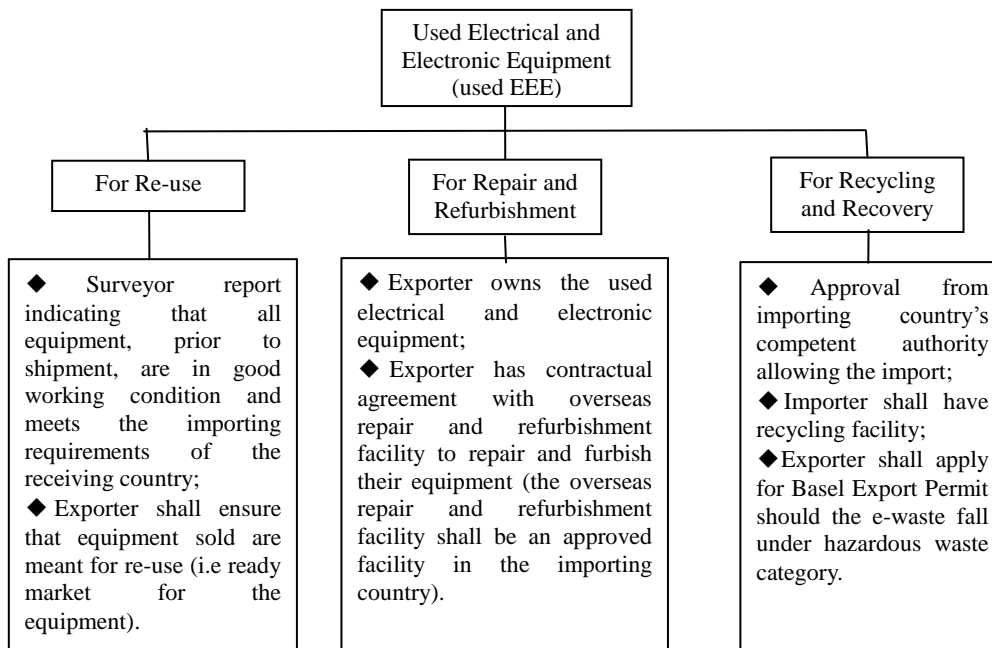 Used Electrical and
Electronic Equipment
(used EEE)
For Re-use
For Repair and
Refurbishment
For Recycling
and Recovery
◆ Surveyor report
indicating that all
equipment, prior to
shipment, are in good
working condition and
meets the importing
requirements of the
receiving country;
◆ Exporter shall ensure
that equipment sold are
meant for re-use (i.e ready
market for the
equipment).
◆ Exporter owns the used
electrical and electronic
equipment;
◆ Exporter has contractual
agreement with overseas
repair and refurbishment
facility to repair and furbish
their equipment (the overseas
repair and refurbishment
facility shall be an approved
facility in the importing
country).
◆ Approval from
importing country’s
competent authority
allowing the import;
◆ Importer shall have
recycling facility;
◆Exporter shall apply
for Basel Export Permit
should the e-waste fall
under hazardous waste
category.